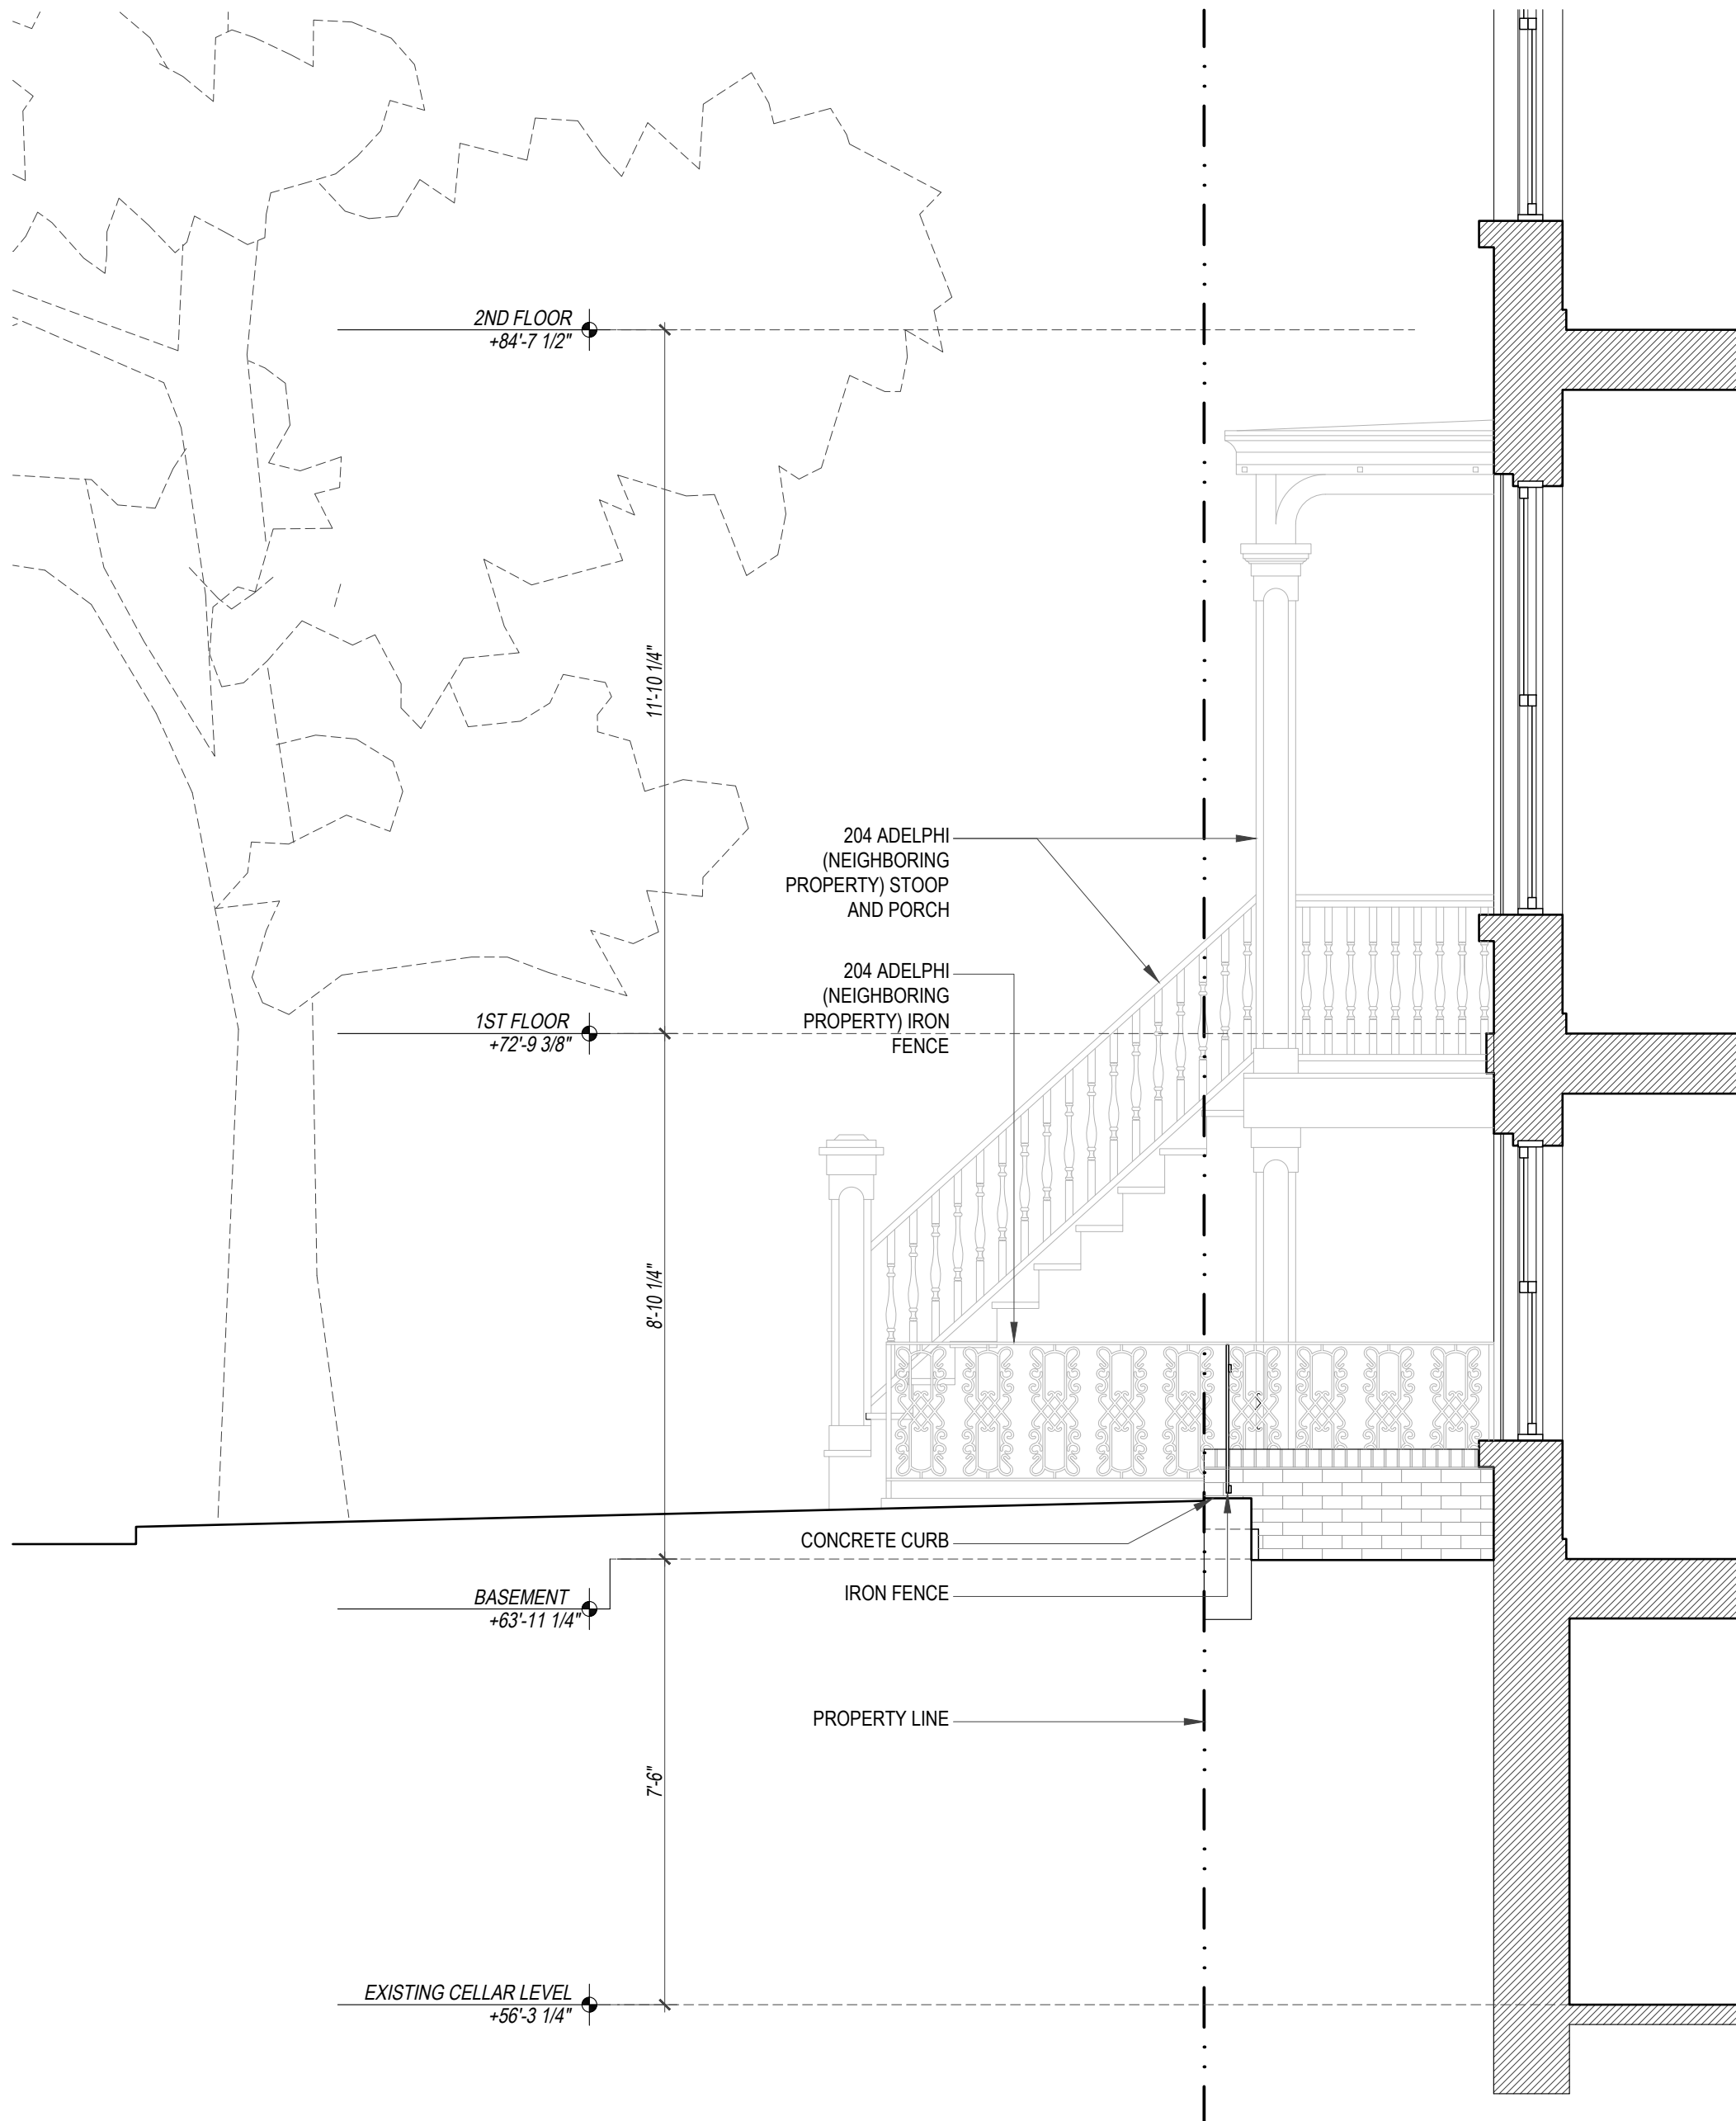 2ND FLOOR
+84'-7 1/2"
11'-10 1/4"
204 ADELPHI
(NEIGHBORING
PROPERTY) STOOP
AND PORCH
204 ADELPHI
(NEIGHBORING
PROPERTY) IRON
FENCE
1ST FLOOR
+72'-9 3/8"
8'-10 1/4"
CONCRETE CURB
IRON FENCE
BASEMENT
+63'-11 1/4"
PROPERTY LINE
7'-6"
EXISTING CELLAR LEVEL
+56'-3 1/4"